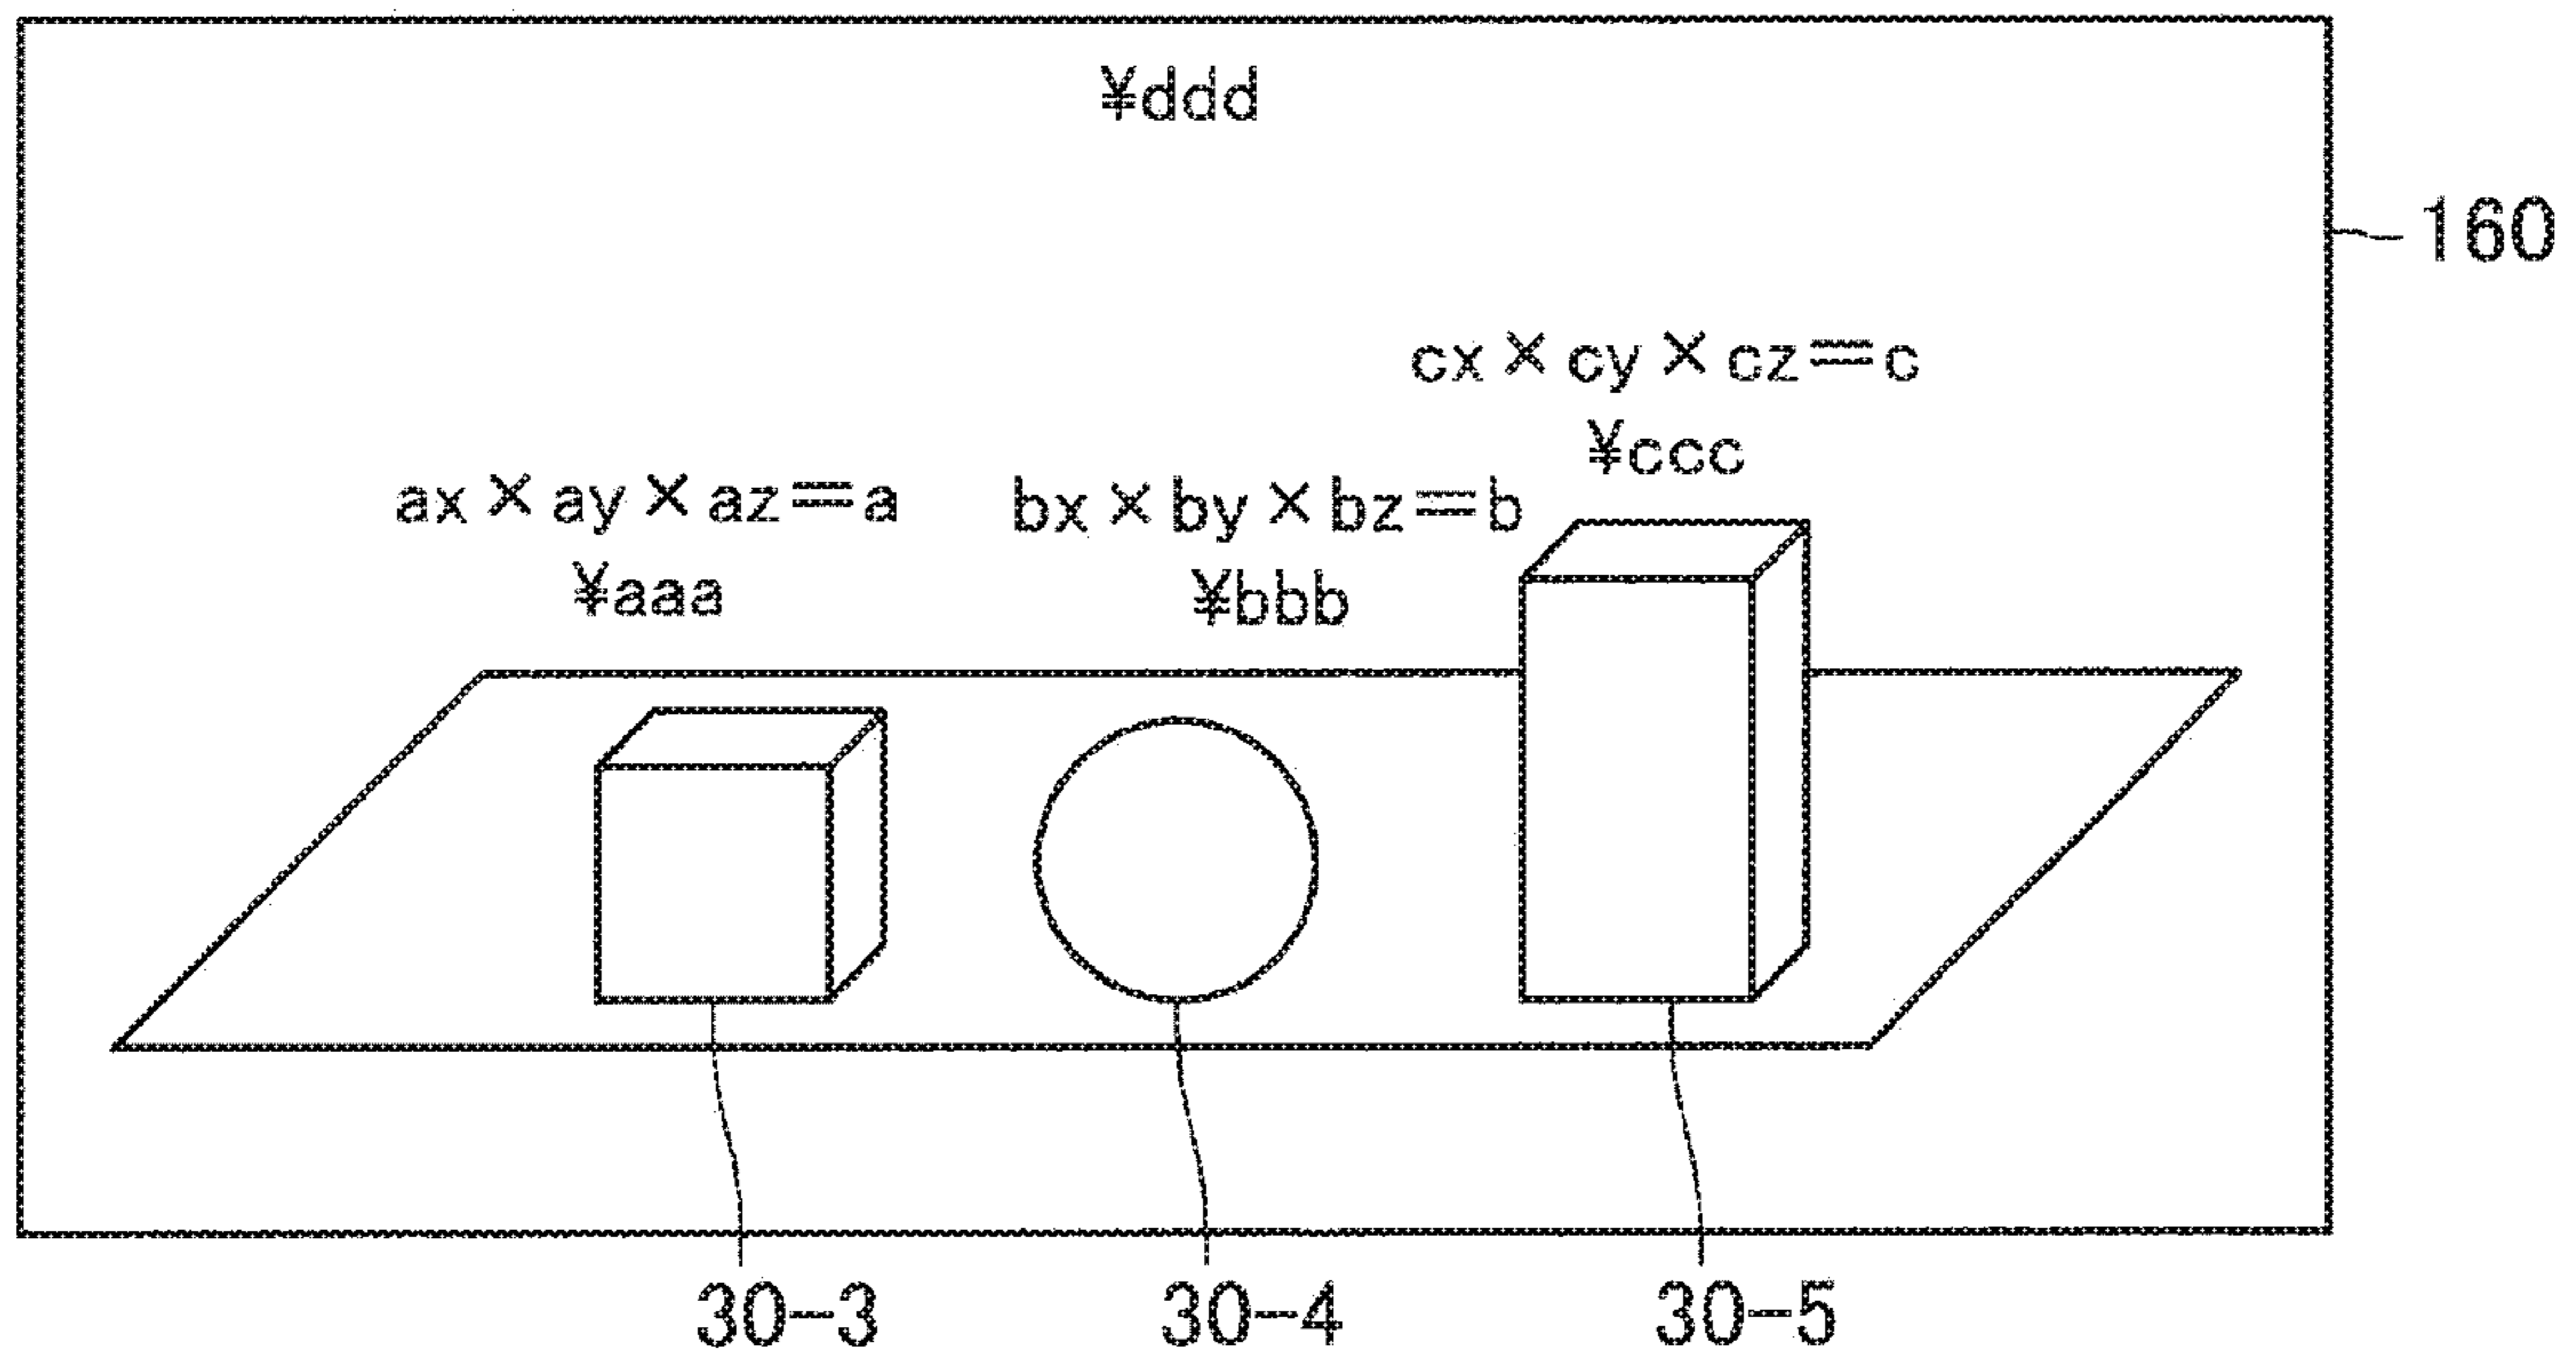 ¥ddd
160
cx×cy×cz=c
¥ccc
ax×ay×az=a
¥aaa
bx×by×bz=b
¥bbb
30-3
30-4
30-5